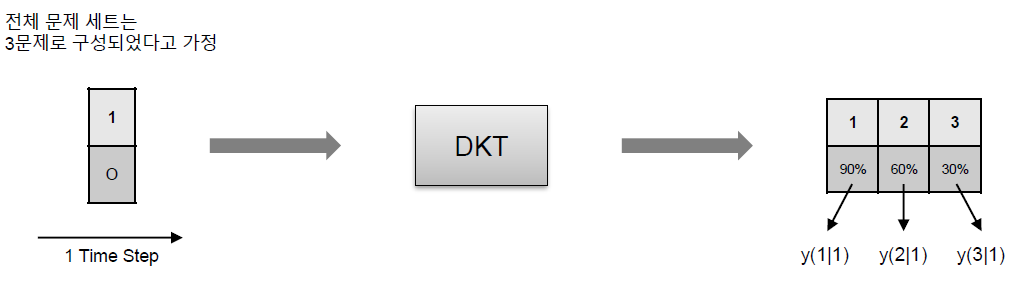 전체 문제 세트는
3문제로 구성되었다고 가정
1
O
1 Time Step
DKT
1 2 3
90% 60% 30%
y(1|1) y(2|1) y(3|1)